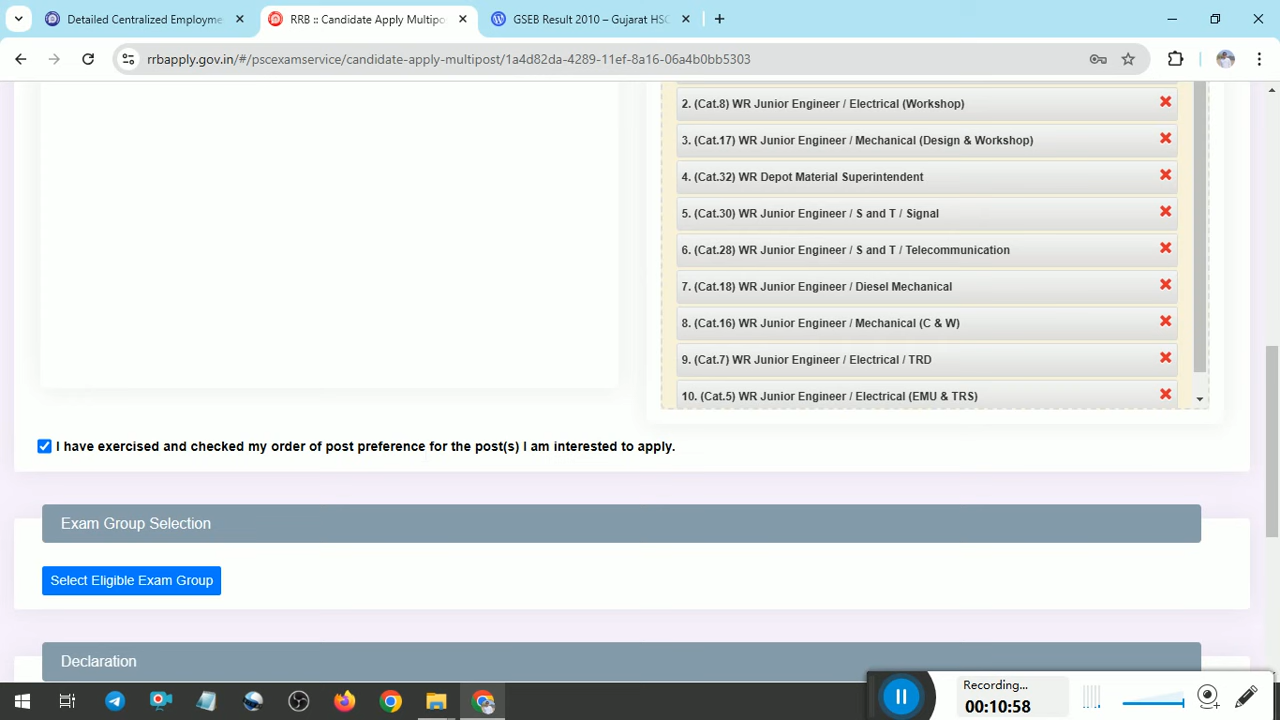 Detailed Centralized Employme
RRB :: Candidate Apply Multipo
GSEB Result 2010 – Gujarat HSC
rrbapply.gov.in/#/pscexamservice/candidate-apply-multipost/1a4d82da-4289-11ef-8a16-06a4b0bb5303
2. (Cat.8) WR Junior Engineer / Electrical (Workshop)
3. (Cat.17) WR Junior Engineer / Mechanical (Design & Workshop)
4. (Cat.32) WR Depot Material Superintendent
5. (Cat.30) WR Junior Engineer / S and T / Signal
6. (Cat.28) WR Junior Engineer / S and T / Telecommunication
7. (Cat.18) WR Junior Engineer / Diesel Mechanical
8. (Cat.16) WR Junior Engineer / Mechanical (C & W)
9. (Cat.7) WR Junior Engineer / Electrical / TRD
10. (Cat.5) WR Junior Engineer / Electrical (EMU & TRS)
I have exercised and checked my order of post preference for the post(s) I am interested to apply.
Exam Group Selection
Select Eligible Exam Group
Declaration
Recording...
00:10:58